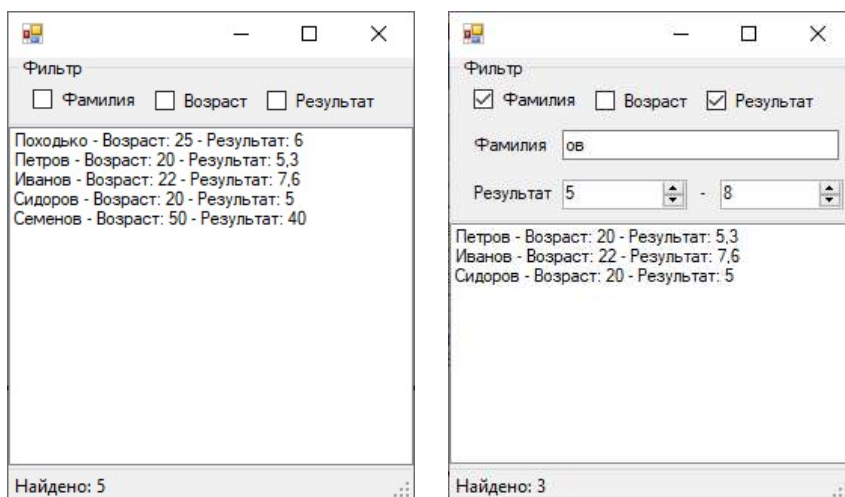 Фильтр
Фамилия Возраст Результат
Походько - Возраст: 25 - Результат: 6
Петров - Возраст: 20 - Результат: 5,3
Иванов - Возраст: 22 - Результат: 7,6
Сидоров - Возраст: 20 - Результат: 5
Семенов - Возраст: 50 - Результат: 40
Найдено: 5
Фильтр
Фамилия Возраст Результат
Фамилия ов
Результат 5 - 8
Петров - Возраст: 20 - Результат: 5,3
Иванов - Возраст: 22 - Результат: 7,6
Сидоров - Возраст: 20 - Результат: 5
Найдено: 3